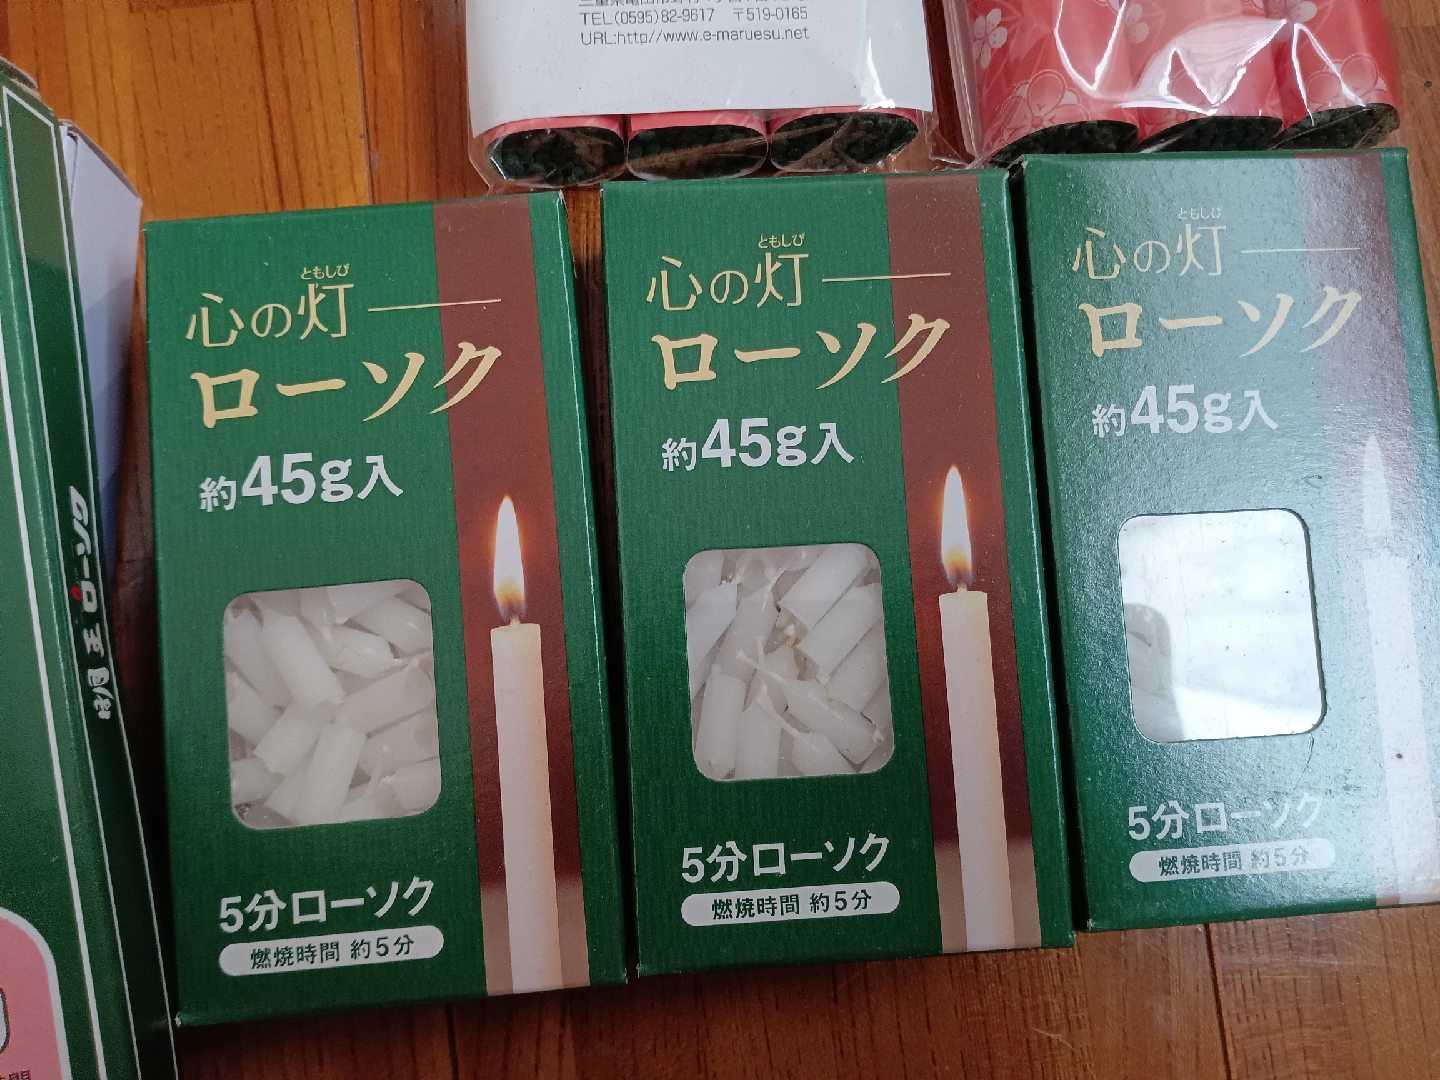 TEL(0595)82-9617 〒519-0165
URL:http//www.e-maruesu.net
ともしび
心の灯
ローソク
約45g入
5分ローソク
燃焼時間 約5分
ともしび
心の灯
ローソク
約45g入
5分ローソク
燃焼時間 約5分
ともしび
心の灯
ローソク
約45g入
5分ローソク
燃焼時間 約5分